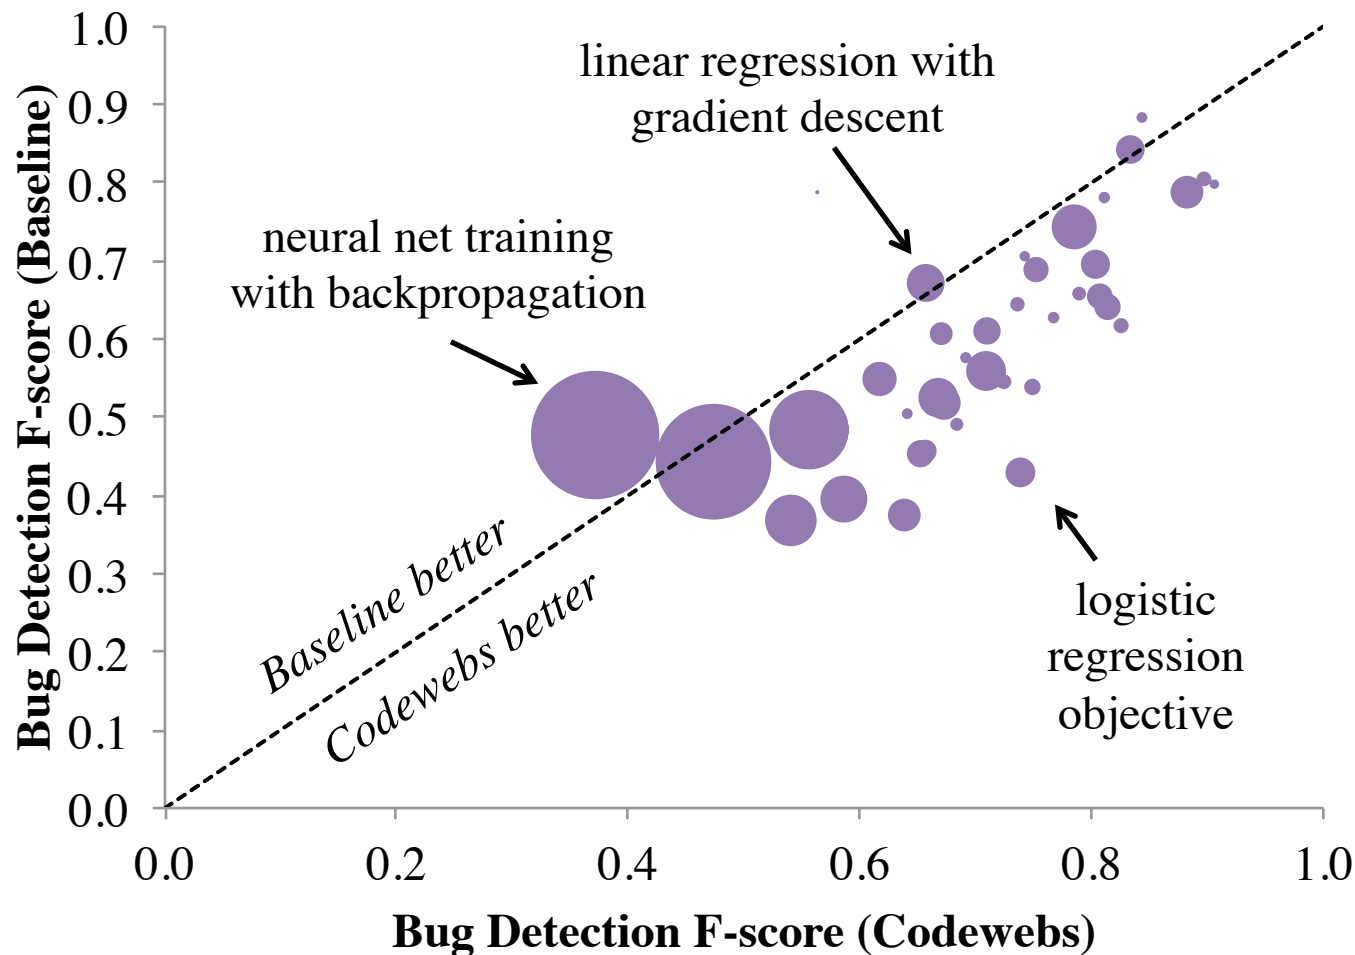 1.0
0.9
0.8
0.7
0.6
0.5
0.4
0.3
0.2
0.1
0.0
Bug Detection F-score (Baseline)
linear regression with
gradient descent
neural net training
with backpropagation
Baseline better
Codewebs better
logistic
regression
objective
0.0 0.2 0.4 0.6 0.8 1.0
Bug Detection F-score (Codewebs)